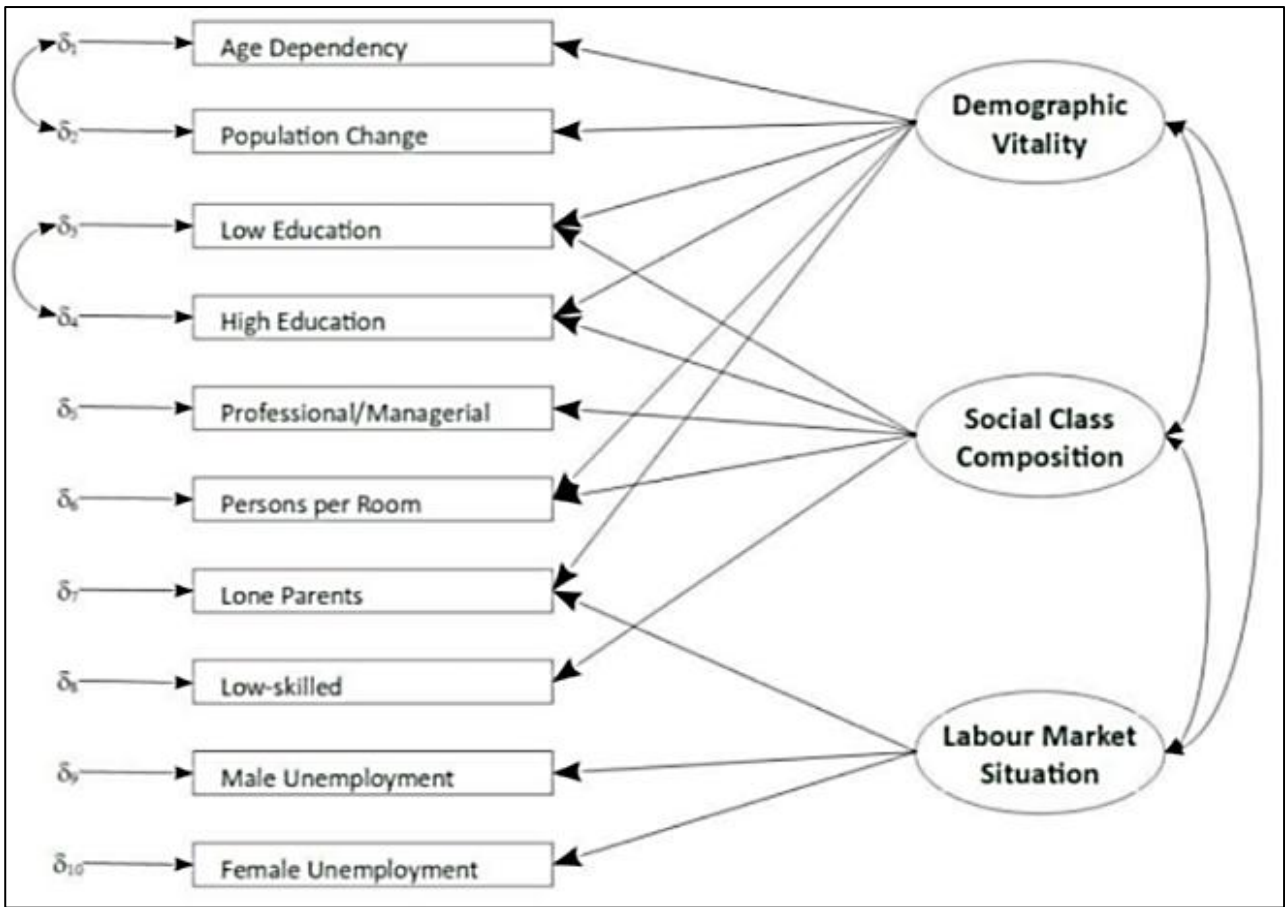 δ₁
Age Dependency
δ₂
Population Change
δ₃
Low Education
δ₄
High Education
δ₅
Professional/Managerial
δ₆
Persons per Room
δ₇
Lone Parents
δ₈
Low-skilled
δ₉
Male Unemployment
δ₁₀
Female Unemployment
Demographic
Vitality
Social Class
Composition
Labour Market
Situation